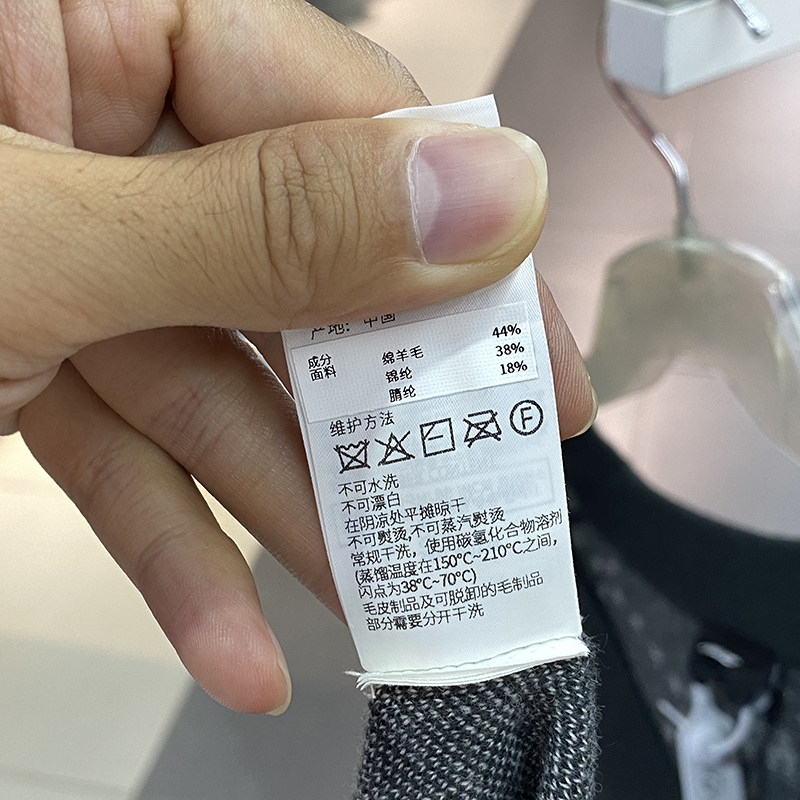 产地: 中国
成分 绵羊毛 44%
面料 锦纶 38%
腈纶 18%
维护方法
F
不可水洗
不可漂白
在阴凉处平摊晾干
不可熨烫,不可蒸汽熨烫
常规干洗，使用碳氢化合物溶剂
(蒸馏温度在150°C~210°C之间，
闪点为38°C~70°C)
毛皮制品及可脱卸的毛制品
部分需要分开干洗